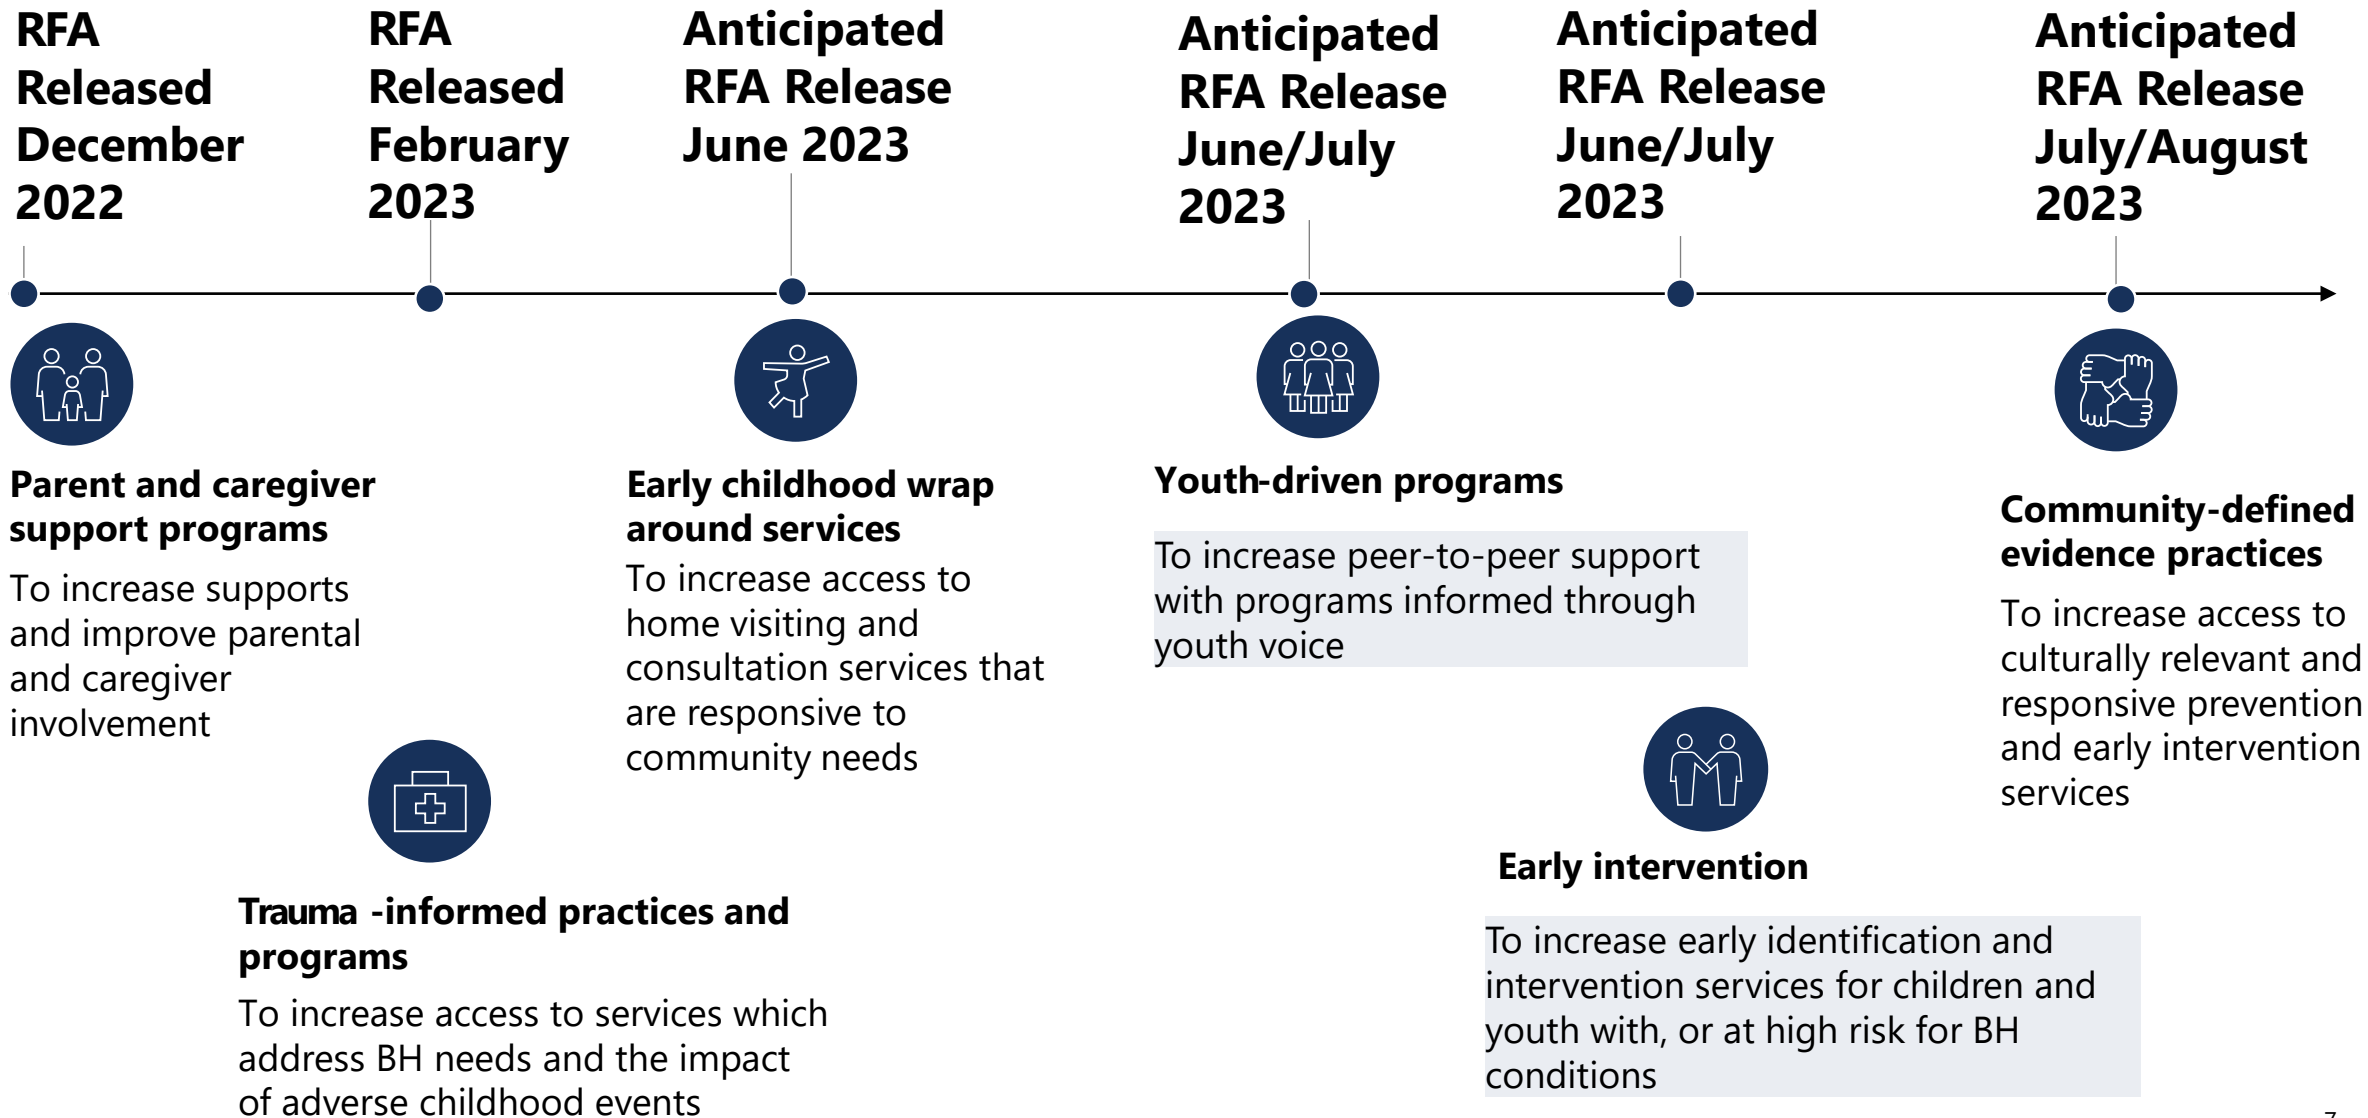 RFA
Released
December
2022
RFA
Released
February
2023
Anticipated
RFA Release
June 2023
Anticipated
RFA Release
June/July
2023
Anticipated
RFA Release
June/July
2023
Anticipated
RFA Release
July/August
2023
Parent and caregiver
support programs
To increase supports
and improve parental
and caregiver
involvement
Trauma -informed practices and
programs
To increase access to services which
address BH needs and the impact
of adverse childhood events
Early childhood wrap
around services
To increase access to
home visiting and
consultation services that
are responsive to
community needs
Youth-driven programs
To increase peer-to-peer support
with programs informed through
youth voice
Early intervention
To increase early identification and
intervention services for children and
youth with, or at high risk for BH
conditions
Community-defined
evidence practices
To increase access to
culturally relevant and
responsive prevention
and early intervention
services
7